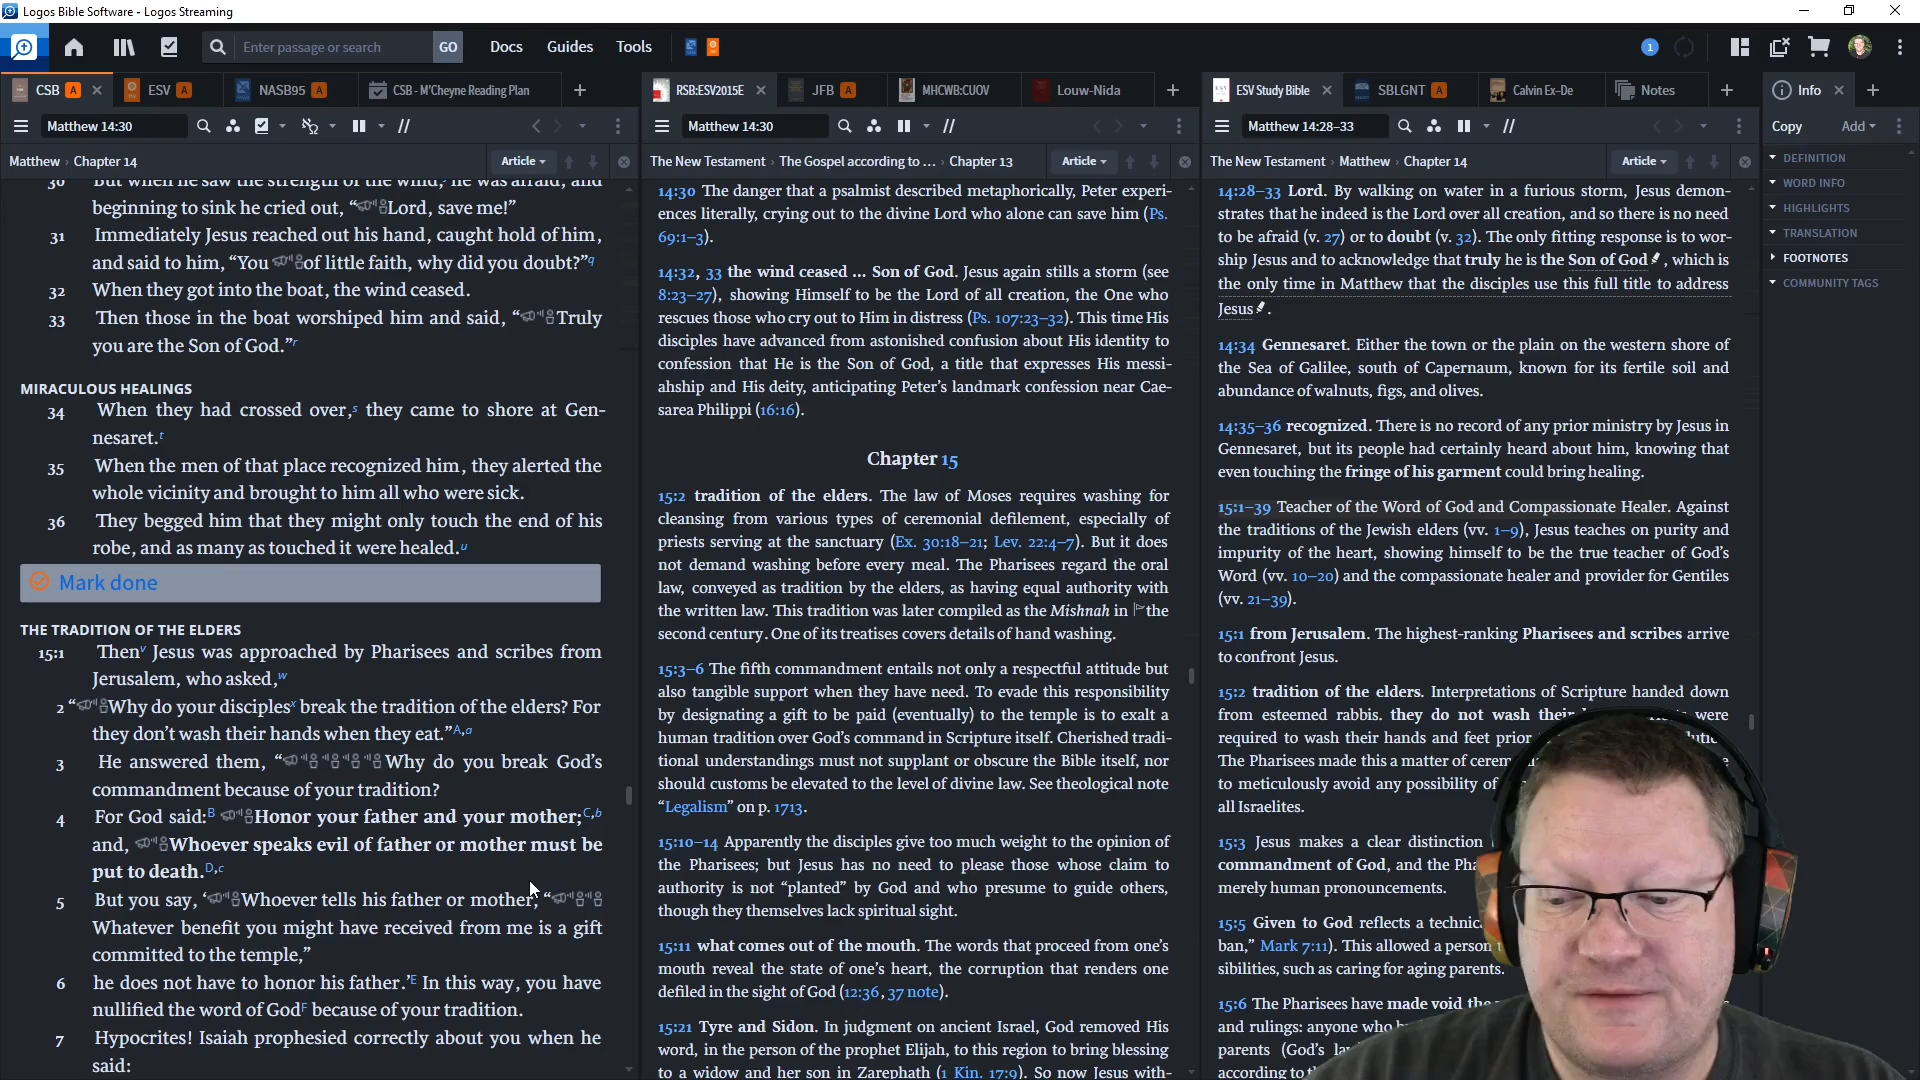 Logos Bible Software - Logos Streaming
Enter passage or search
GO
Docs
Guides
Tools
1
CSB A
ESV A
NASB95 A
CSB - M'Cheyne Reading Plan
RSB:ESV2015E
JFB A
MHCWB:CUOV
Louw-Nida
ESV Study Bible
SBLGNT A
Calvin Ex-De
Notes
Info
Matthew 14:30
Matthew 14:30
Matthew 14:28–33
Copy
Add
Matthew › Chapter 14
Article
The New Testament › The Gospel according to ... › Chapter 13
Article
The New Testament › Matthew › Chapter 14
Article
30 But when he saw the strength of the wind, he was afraid, and
beginning to sink he cried out, “Lord, save me!”
31 Immediately Jesus reached out his hand, caught hold of him,
and said to him, “You of little faith, why did you doubt?”q
32 When they got into the boat, the wind ceased.
33 Then those in the boat worshiped him and said, “Truly
you are the Son of God.”r
MIRACULOUS HEALINGS
34 When they had crossed over,s they came to shore at Gen-
nesaret.t
35 When the men of that place recognized him, they alerted the
whole vicinity and brought to him all who were sick.
36 They begged him that they might only touch the end of his
robe, and as many as touched it were healed.u
Mark done
THE TRADITION OF THE ELDERS
15:1 Thenv Jesus was approached by Pharisees and scribes from
Jerusalem, who asked,w
2 “Why do your disciplesx break the tradition of the elders? For
they don’t wash their hands when they eat.”A,a
3 He answered them, “Why do you break God’s
commandment because of your tradition?
4 For God said:B Honor your father and your mother;C,b
and, Whoever speaks evil of father or mother must be
put to death.D,c
5 But you say, ‘Whoever tells his father or mother, “
Whatever benefit you might have received from me is a gift
committed to the temple,”
6 he does not have to honor his father.’E In this way, you have
nullified the word of GodF because of your tradition.
7 Hypocrites! Isaiah prophesied correctly about you when he
said:
14:30 The danger that a psalmist described metaphorically, Peter experi-
ences literally, crying out to the divine Lord who alone can save him (Ps.
69:1–3).
14:32, 33 the wind ceased ... Son of God. Jesus again stills a storm (see
8:23–27), showing Himself to be the Lord of all creation, the One who
rescues those who cry out to Him in distress (Ps. 107:23–32). This time His
disciples have advanced from astonished confusion about His identity to
confession that He is the Son of God, a title that expresses His messi-
ahship and His deity, anticipating Peter’s landmark confession near Cae-
sarea Philippi (16:16).
Chapter 15
15:2 tradition of the elders. The law of Moses requires washing for
cleansing from various types of ceremonial defilement, especially of
priests serving at the sanctuary (Ex. 30:18–21; Lev. 22:4–7). But it does
not demand washing before every meal. The Pharisees regard the oral
law, conveyed as tradition by the elders, as having equal authority with
the written law. This tradition was later compiled as the Mishnah in the
second century. One of its treatises covers details of hand washing.
15:3–6 The fifth commandment entails not only a respectful attitude but
also tangible support when they have need. To evade this responsibility
by designating a gift to be paid (eventually) to the temple is to exalt a
human tradition over God’s command in Scripture itself. Cherished tradi-
tional understandings must not supplant or obscure the Bible itself, nor
should customs be elevated to the level of divine law. See theological note
“Legalism” on p. 1713.
15:10–14 Apparently the disciples give too much weight to the opinion of
the Pharisees; but Jesus has no need to please those whose claim to
authority is not “planted” by God and who presume to guide others,
though they themselves lack spiritual sight.
15:11 what comes out of the mouth. The words that proceed from one’s
mouth reveal the state of one’s heart, the corruption that renders one
defiled in the sight of God (12:36, 37 note).
15:21 Tyre and Sidon. In judgment on ancient Israel, God removed His
word, in the person of the prophet Elijah, to this region to bring blessing
to a widow and her son in Zarephath (1 Kin. 17:9). So now Jesus with-
14:28–33 Lord. By walking on water in a furious storm, Jesus demon-
strates that he indeed is the Lord over all creation, and so there is no need
to be afraid (v. 27) or to doubt (v. 32). The only fitting response is to wor-
ship Jesus and to acknowledge that truly he is the Son of God, which is
the only time in Matthew that the disciples use this full title to address
Jesus.
14:34 Gennesaret. Either the town or the plain on the western shore of
the Sea of Galilee, south of Capernaum, known for its fertile soil and
abundance of walnuts, figs, and olives.
14:35–36 recognized. There is no record of any prior ministry by Jesus in
Gennesaret, but its people had certainly heard about him, knowing that
even touching the fringe of his garment could bring healing.
15:1–39 Teacher of the Word of God and Compassionate Healer. Against
the traditions of the Jewish elders (vv. 1–9), Jesus teaches on purity and
impurity of the heart, showing himself to be the true teacher of God’s
Word (vv. 10–20) and the compassionate healer and provider for Gentiles
(vv. 21–39).
15:1 from Jerusalem. The highest-ranking Pharisees and scribes arrive
to confront Jesus.
15:2 tradition of the elders. Interpretations of Scripture handed down
from esteemed rabbis. they do not wash their were
required to wash their hands and feet prior
The Pharisees made this a matter of
to meticulously avoid any possibility of
all Israelites.
15:3 Jesus makes a clear distinction
commandment of God, and the
merely human pronouncements.
15:5 Given to God reflects a
ban,” Mark 7:11). This allowed a person
sibilities, such as caring for aging parents.
15:6 The Pharisees have made void the
and rulings: anyone who
parents (God’s
according to
DEFINITION
WORD INFO
HIGHLIGHTS
TRANSLATION
FOOTNOTES
COMMUNITY TAGS